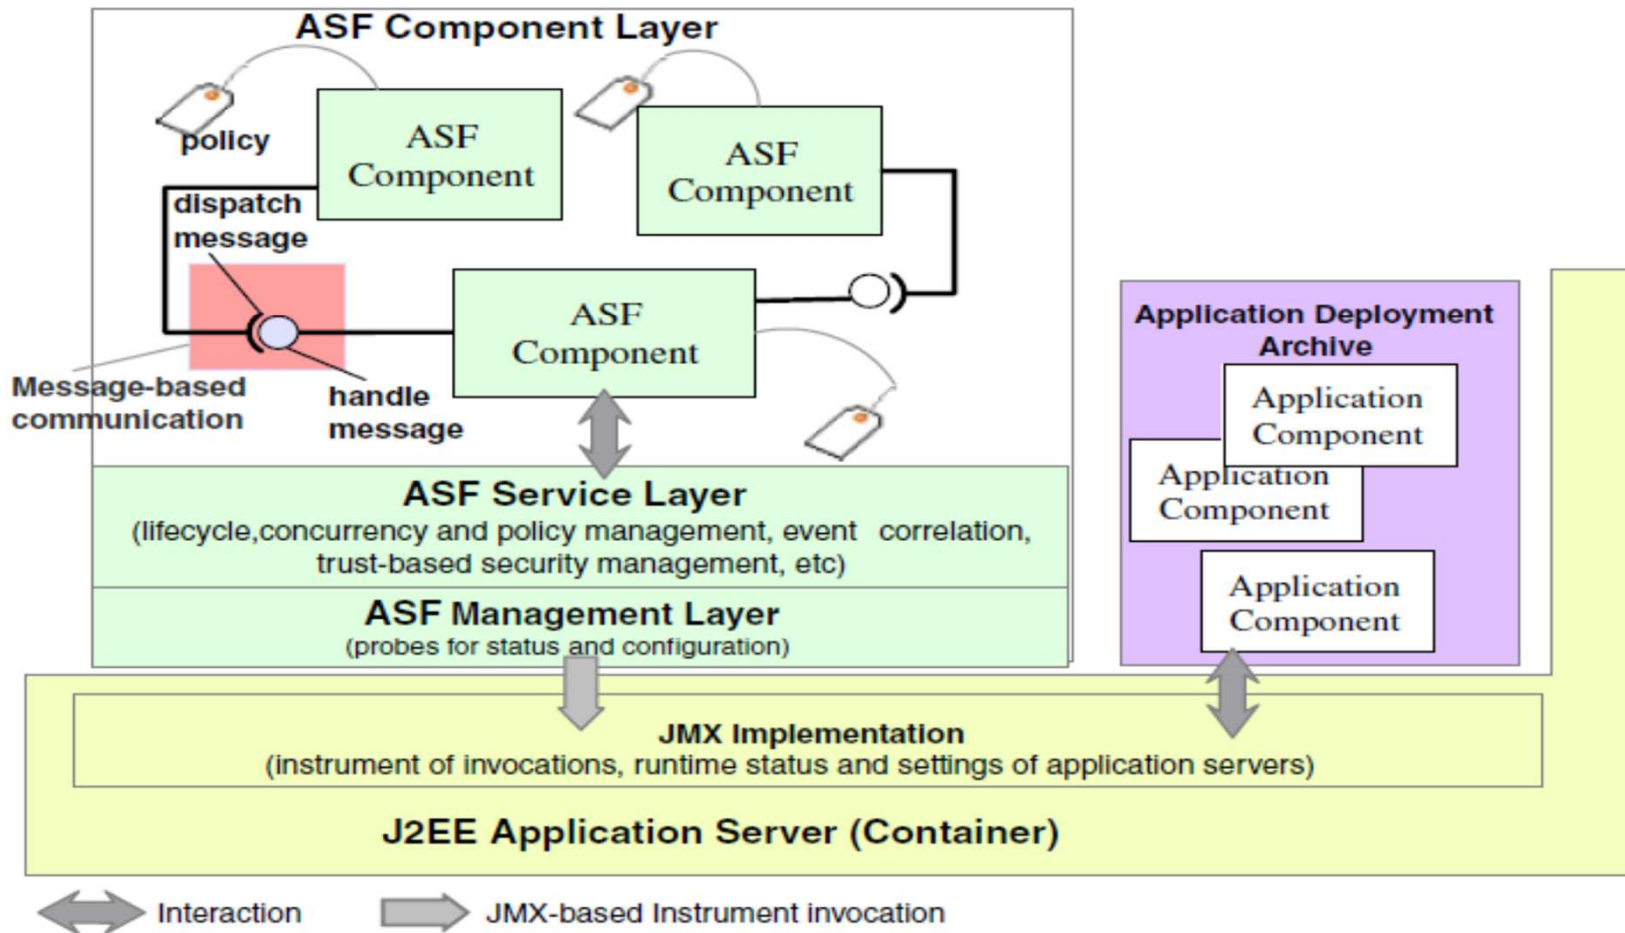 ASF Component Layer
policy
ASF
Component
ASF
Component
dispatch
message
ASF
Component
Message-based
communication
handle
message
Application Deployment
Archive
Application
Component
Application
Component
Application
Component
ASF Service Layer
(lifecycle,concurrency and policy management, event correlation,
trust-based security management, etc)
ASF Management Layer
(probes for status and configuration)
JMX Implementation
(instrument of invocations, runtime status and settings of application servers)
J2EE Application Server (Container)
Interaction
JMX-based Instrument invocation